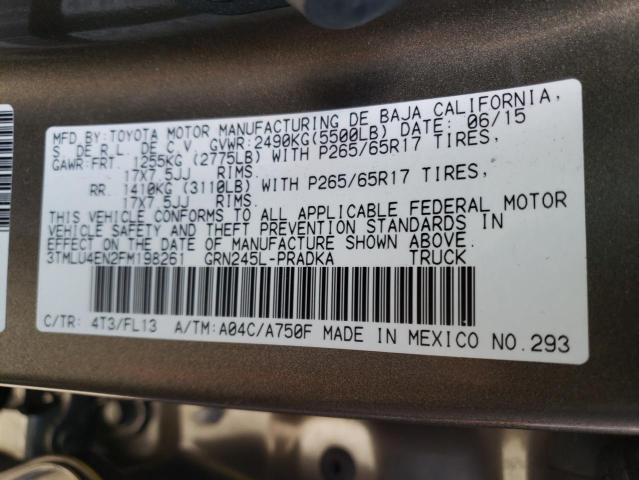 MFD.BY:TOYOTA MOTOR MANUFACTURING DE BAJA CALIFORNIA,
S. DE R.L. DE C.V. GVWR:2490KG(5500LB) DATE: 06/15
GAWR:FRT. 1255KG (2775LB) WITH P265/65R17 TIRES,
17X7.5JJ RIMS.
RR. 1410KG (3110LB) WITH P265/65R17 TIRES,
17X7.5JJ RIMS.
THIS VEHICLE CONFORMS TO ALL APPLICABLE FEDERAL MOTOR
VEHICLE SAFETY AND THEFT PREVENTION STANDARDS IN
EFFECT ON THE DATE OF MANUFACTURE SHOWN ABOVE.
3TMLU4EN2FM198261 GRN245L-PRADKA TRUCK
C/TR: 4T3/FL13 A/TM:A04C/A750F MADE IN MEXICO NO.293